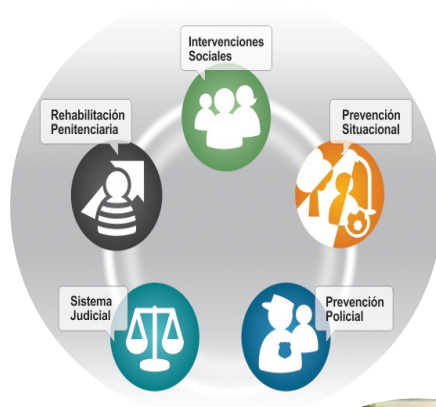 Intervenciones
Sociales
Rehabilitación
Penitenciaria
Prevención
Situacional
Sistema
Judicial
Prevención
Policial